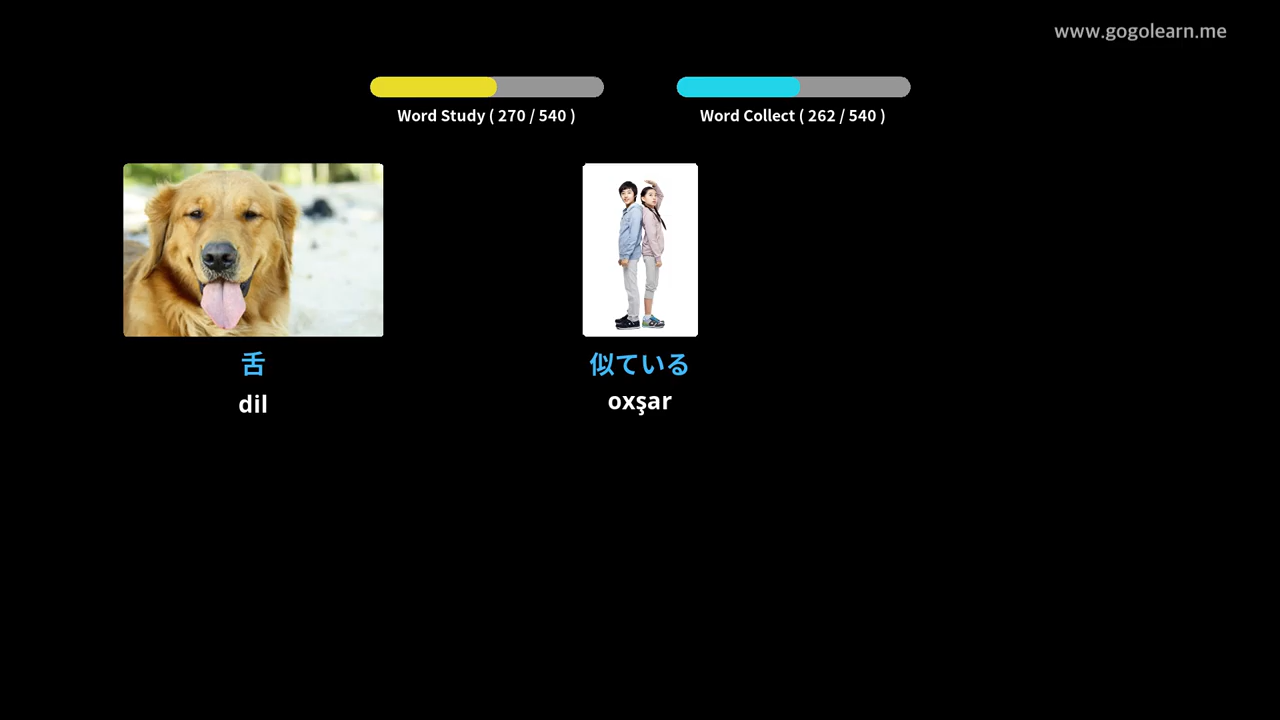 www.gogolearn.me
Word Study ( 270 / 540 )
Word Collect ( 262 / 540 )
舌
dil
似ている
oxşar